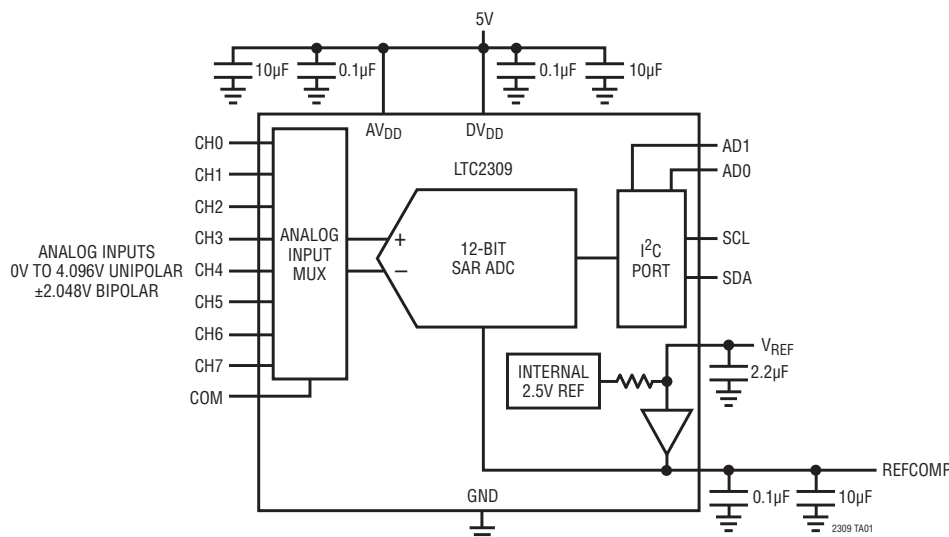 5V
10µF
0.1µF
0.1µF
10µF
AVDD
DVDD
LTC2309
CH0
CH1
CH2
CH3
CH4
CH5
CH6
CH7
COM
ANALOG INPUTS
0V TO 4.096V UNIPOLAR
±2.048V BIPOLAR
ANALOG
INPUT
MUX
+
–
12-BIT
SAR ADC
I2C
PORT
AD1
AD0
SCL
SDA
INTERNAL
2.5V REF
VREF
2.2µF
REFCOMP
0.1µF
10µF
GND
2309 TA01